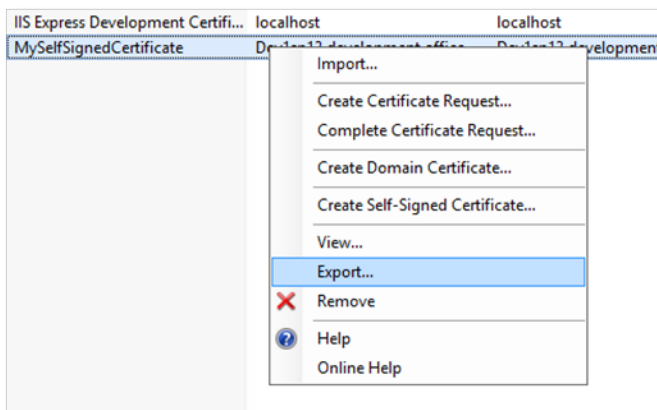 IIS Express Development Certifi... localhost localhost
MySelfSignedCertificate
Import...
Create Certificate Request...
Complete Certificate Request...
Create Domain Certificate...
Create Self-Signed Certificate...
View...
Export...
Remove
Help
Online Help